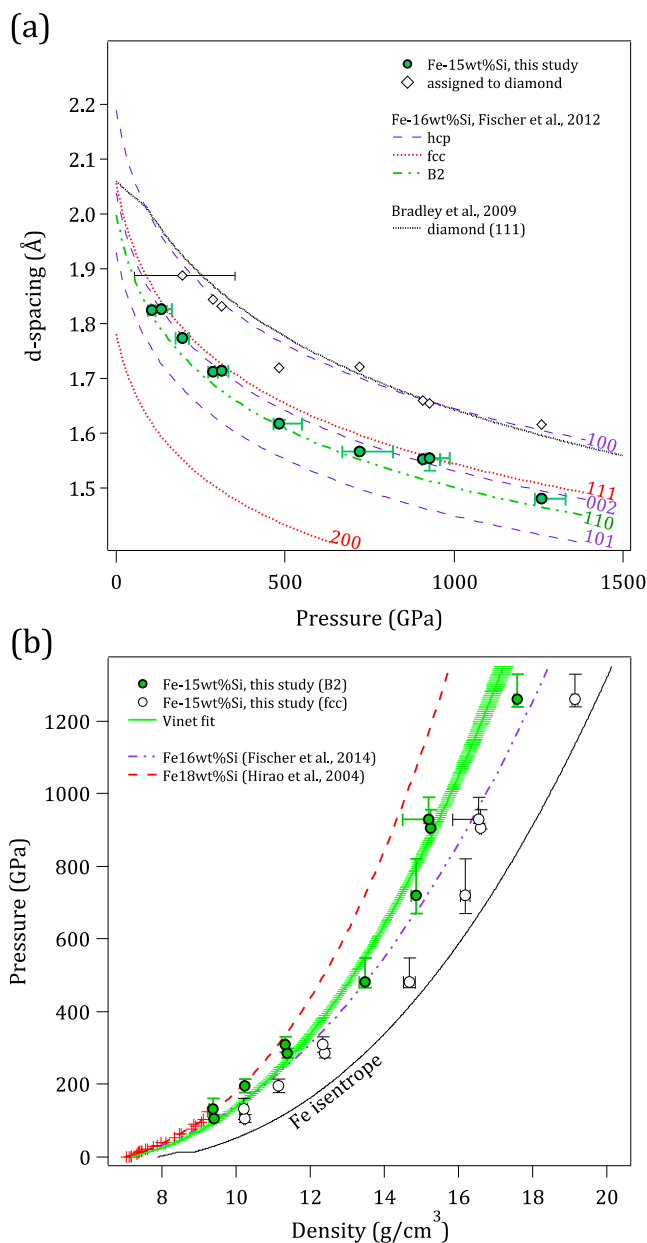 (a)
Fe-15wt%Si, this study
assigned to diamond
Fe-16wt%Si, Fischer et al., 2012
hcp
fcc
B2
Bradley et al., 2009
diamond (111)
2.2
2.1
2.0
1.9
1.8
1.7
1.6
1.5
d-spacing (Å)
100
111
002
110
101
200
0
500
1000
1500
Pressure (GPa)
(b)
Fe-15wt%Si, this study (B2)
Fe-15wt%Si, this study (fcc)
Vinet fit
Fe16wt%Si (Fischer et al., 2014)
Fe18wt%Si (Hirao et al., 2004)
1200
1000
800
600
400
200
0
Pressure (GPa)
Fe isentrope
8
10
12
14
16
18
20
Density (g/cm³)